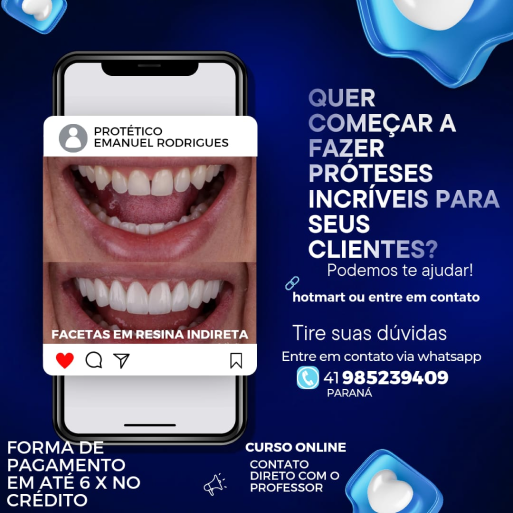 PROTÉTICO
EMANUEL RODRIGUES
FACETAS EM RESINA INDIRETA
QUER
COMEÇAR A
FAZER
PRÓTESES
INCRÍVEIS PARA
SEUS
CLIENTES?
Podemos te ajudar!
hotmart ou entre em contato
Tire suas dúvidas
Entre em contato via whatsapp
41 985239409
PARANÁ
FORMA DE
PAGAMENTO
EM ATÉ 6 X NO
CRÉDITO
CURSO ONLINE
CONTATO
DIRETO COM O
PROFESSOR